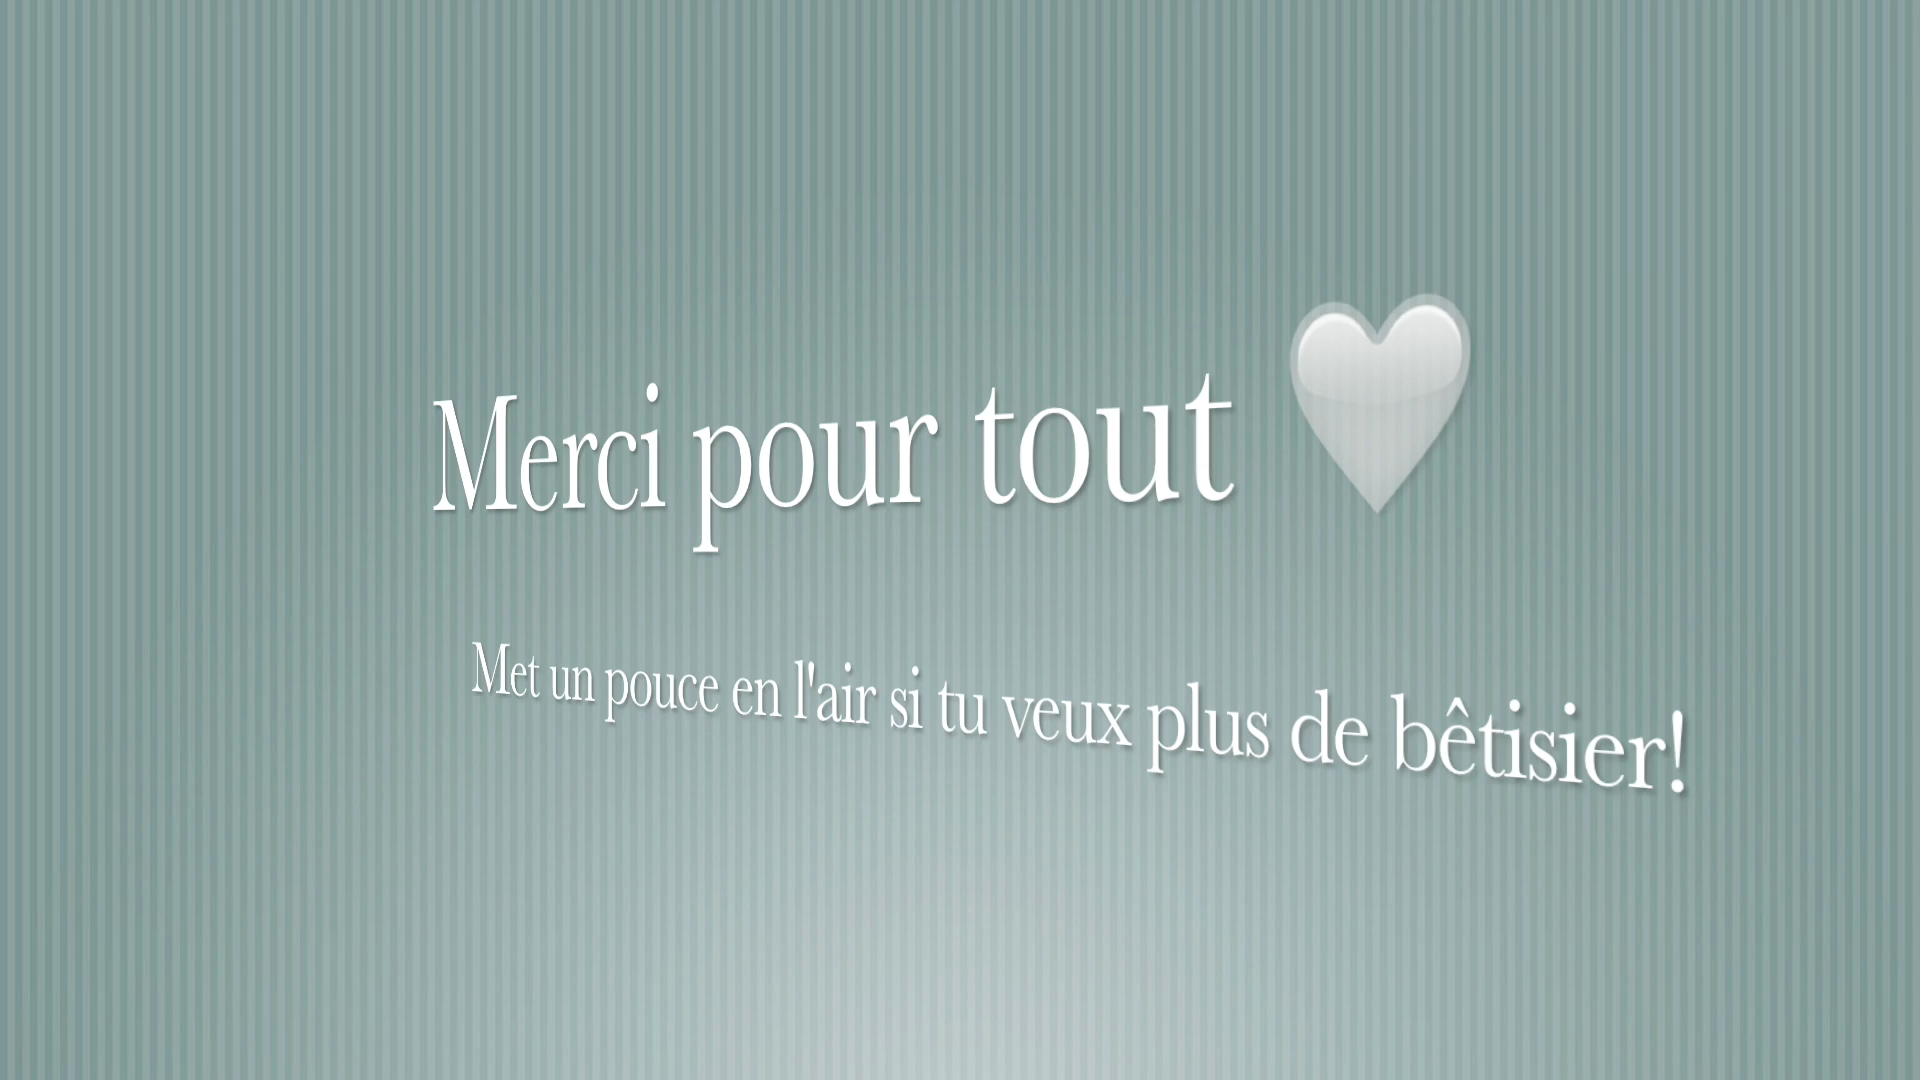 Merci pour tout 🤍
Met un pouce en l'air si tu veux plus de bêtisier!